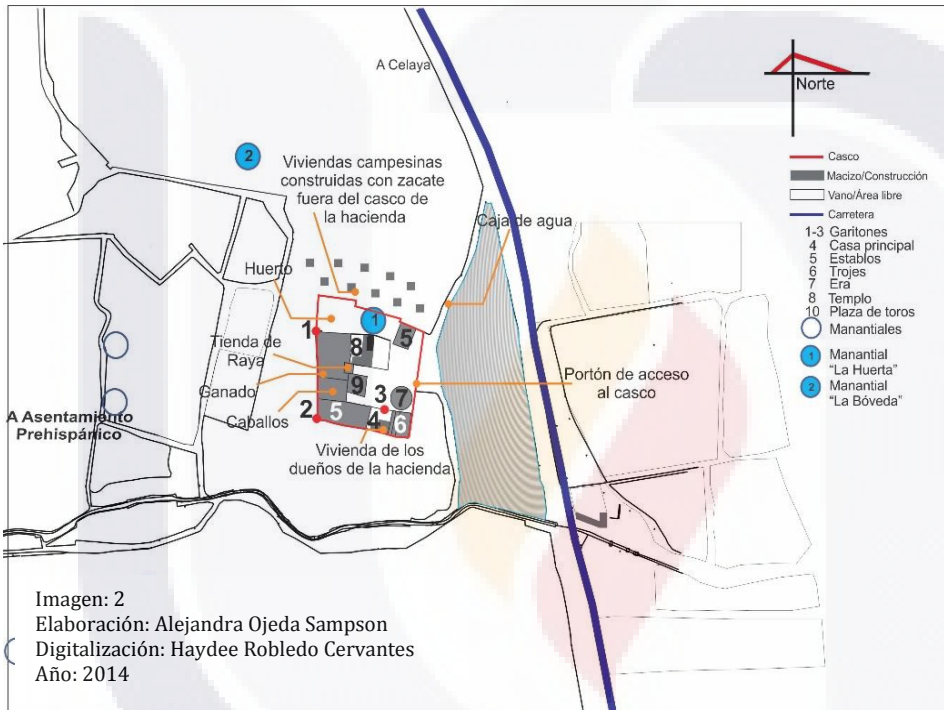 A Celaya
2
Viviendas campesinas
construidas con zacate
fuera del casco de
la hacienda
Caja de agua
Huerto
1
1
5
Tienda de
Raya
8
Ganado
9
3
7
Portón de acceso
al casco
Caballos
2
5
4
6
A Asentamiento
Prehispánico
Vivienda de los
dueños de la hacienda
Norte
Casco
Macizo/Construcción
Vano/Área libre
Carretera
1-3 Garitones
4 Casa principal
5 Establos
6 Trojes
7 Era
8 Templo
10 Plaza de toros
Manantiales
1 Manantial
"La Huerta"
2 Manantial
"La Bóveda"
Imagen: 2
Elaboración: Alejandra Ojeda Sampson
Digitalización: Haydee Robledo Cervantes
Año: 2014